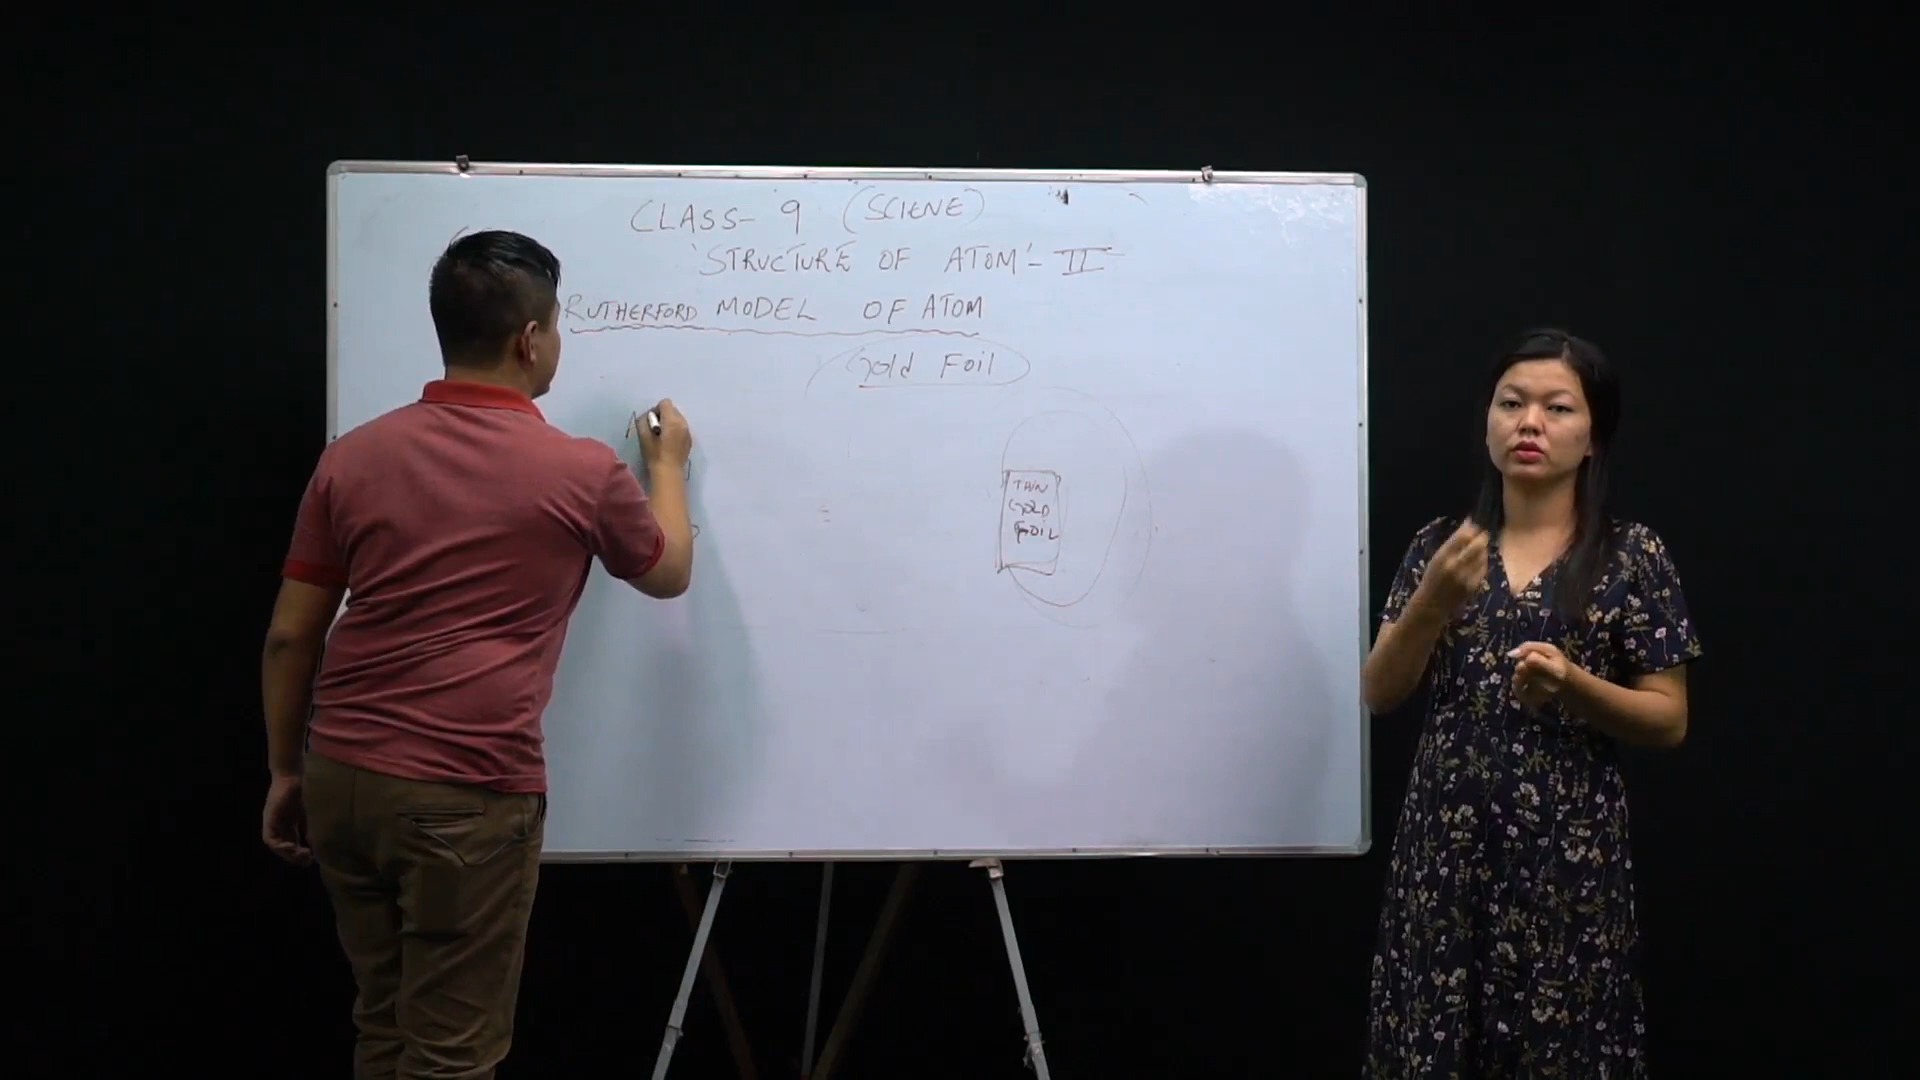 CLASS- 9 (SCIENE)
'STRUCTURE OF ATOM'- II
RUTHERFORD MODEL OF ATOM
Gold Foil
A
THIN
GOLD
FOIL